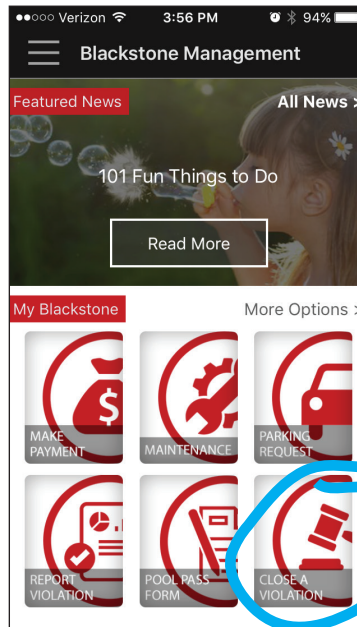 Verizon 3:56 PM 94%
Blackstone Management
Featured News All News >
101 Fun Things to Do
Read More
My Blackstone More Options >
MAKE PAYMENT
MAINTENANCE
PARKING REQUEST
REPORT VIOLATION
POOL PASS FORM
CLOSE A VIOLATION